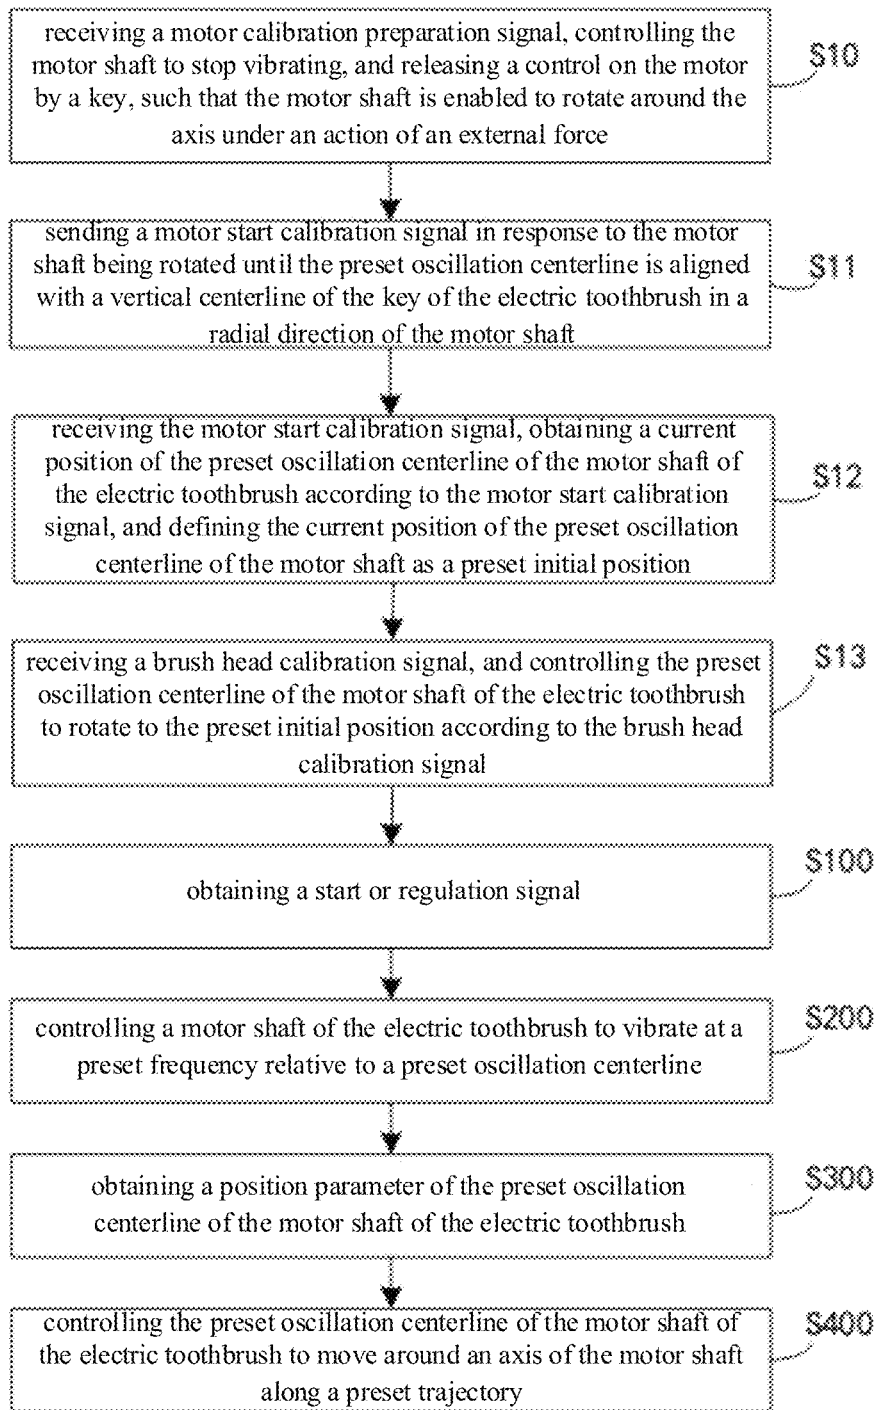 receiving a motor calibration preparation signal, controlling the
motor shaft to stop vibrating, and releasing a control on the motor
by a key, such that the motor shaft is enabled to rotate around the
axis under an action of an external force
S10
sending a motor start calibration signal in response to the motor
shaft being rotated until the preset oscillation centerline is aligned
with a vertical centerline of the key of the electric toothbrush in a
radial direction of the motor shaft
S11
receiving the motor start calibration signal, obtaining a current
position of the preset oscillation centerline of the motor shaft of
the electric toothbrush according to the motor start calibration
signal, and defining the current position of the preset oscillation
centerline of the motor shaft as a preset initial position
S12
receiving a brush head calibration signal, and controlling the preset
oscillation centerline of the motor shaft of the electric toothbrush
to rotate to the preset initial position according to the brush head
calibration signal
S13
obtaining a start or regulation signal
S100
controlling a motor shaft of the electric toothbrush to vibrate at a
preset frequency relative to a preset oscillation centerline
S200
obtaining a position parameter of the preset oscillation
centerline of the motor shaft of the electric toothbrush
S300
controlling the preset oscillation centerline of the motor shaft of
the electric toothbrush to move around an axis of the motor shaft
along a preset trajectory
S400